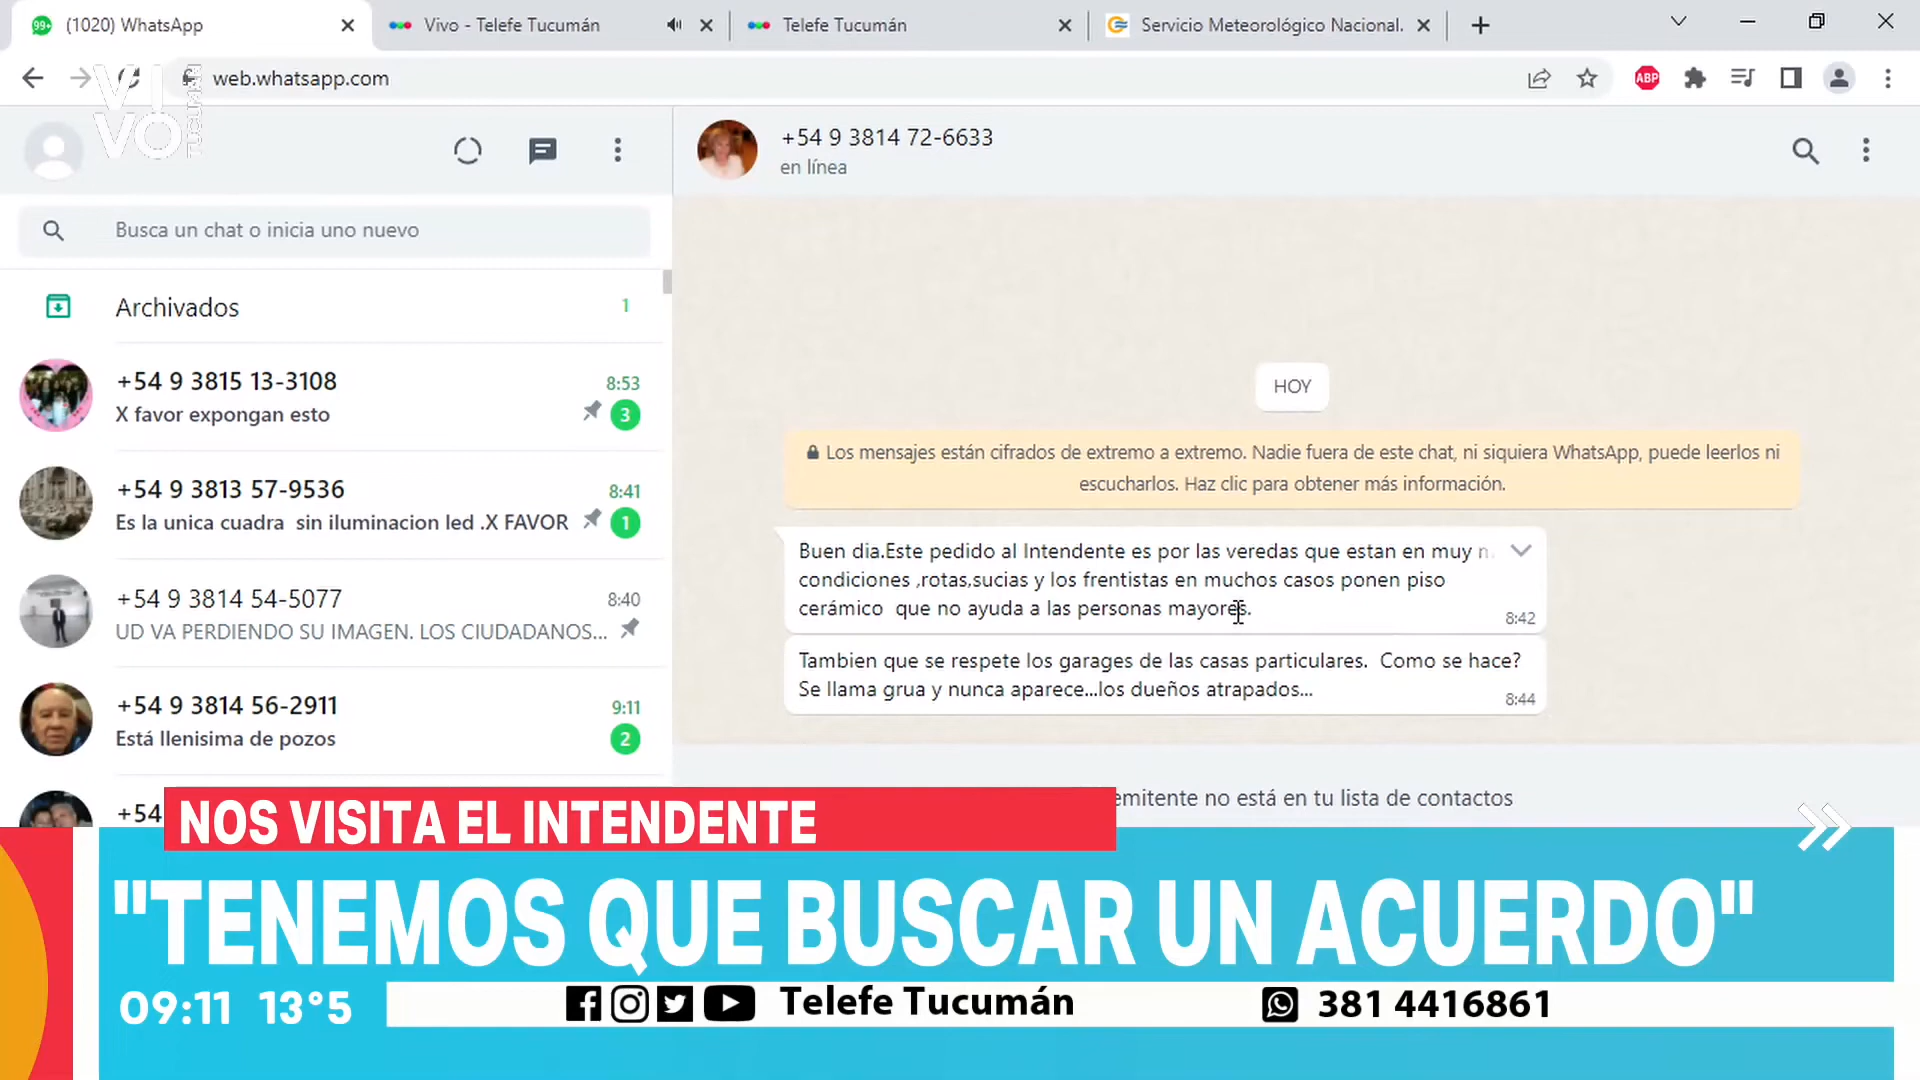 (1020) WhatsApp
Vivo - Telefe Tucumán
Telefe Tucumán
Servicio Meteorológico Nacional.
web.whatsapp.com
ABP
VIVO
TUCUMÁN
99+
+54 9 3814 72-6633
en línea
Busca un chat o inicia uno nuevo
Archivados 1
+54 9 3815 13-3108 8:53
X favor expongan esto 3
+54 9 3813 57-9536 8:41
Es la unica cuadra sin iluminacion led .X FAVOR 1
+54 9 3814 54-5077 8:40
UD VA PERDIENDO SU IMAGEN. LOS CIUDADANOS...
+54 9 3814 56-2911 9:11
Está llenisima de pozos 2
+54
HOY
Los mensajes están cifrados de extremo a extremo. Nadie fuera de este chat, ni siquiera WhatsApp, puede leerlos ni
escucharlos. Haz clic para obtener más información.
Buen dia.Este pedido al Intendente es por las veredas que estan en muy
condiciones ,rotas,sucias y los frentistas en muchos casos ponen piso
cerámico que no ayuda a las personas mayores.
8:42
Tambien que se respete los garages de las casas particulares. Como se hace?
Se llama grua y nunca aparece...los dueños atrapados...
8:44
emitente no está en tu lista de contactos
NOS VISITA EL INTENDENTE
"TENEMOS QUE BUSCAR UN ACUERDO"
09:11 13°5 Telefe Tucumán 381 4416861